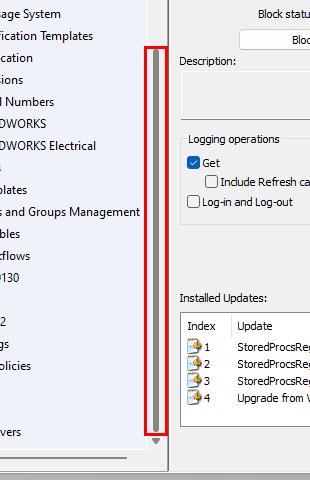 sage System
fication Templates
cation
sions
d Numbers
DWORKS
DWORKS Electrical
s
plates
s and Groups Management
bles
kflows
0130
2
gs
olicies
vers
Block statu
Bloc
Description:
Logging operations
Get
Include Refresh ca
Log-in and Log-out
Installed Updates:
Index Update
1 StoredProcsReg
2 StoredProcsReg
3 StoredProcsReg
4 Upgrade from V